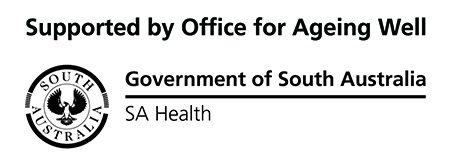 Supported by Office for Ageing Well
SOUTH
AUSTRALIA
Government of South Australia
SA Health